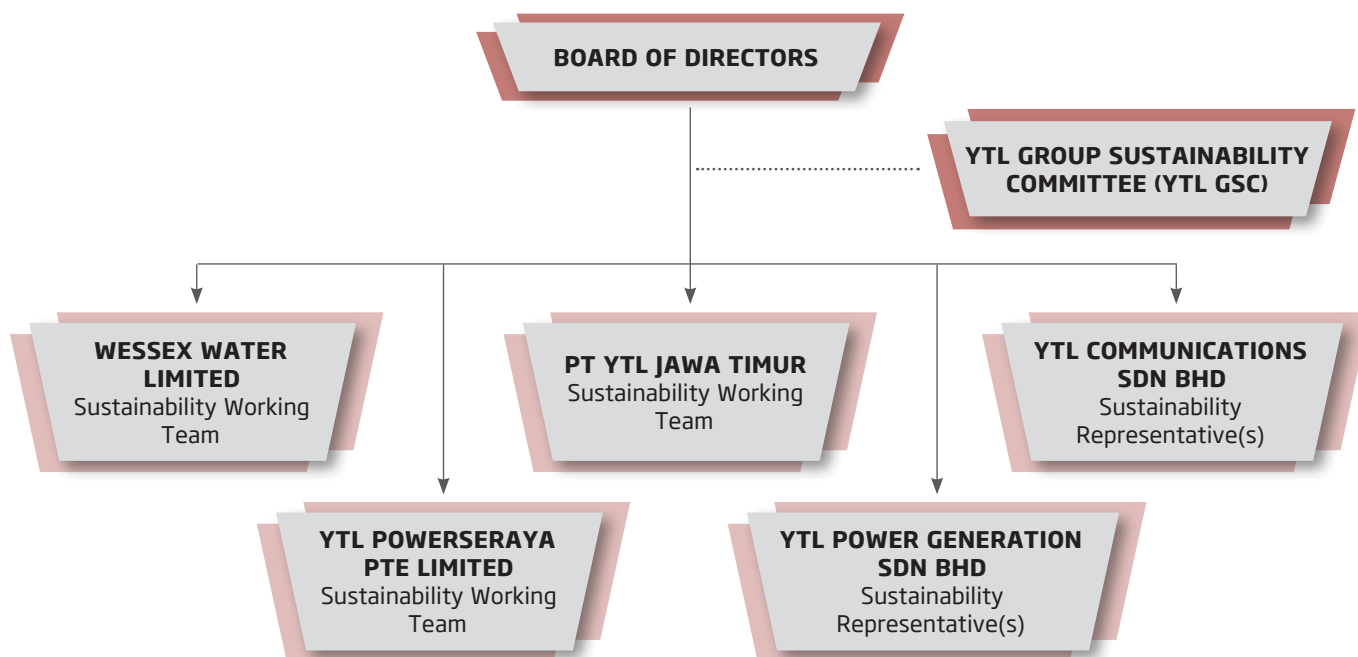 BOARD OF DIRECTORS
YTL GROUP SUSTAINABILITY
COMMITTEE (YTL GSC)
WESSEX WATER
LIMITED
Sustainability Working
Team
PT YTL JAWA TIMUR
Sustainability Working
Team
YTL COMMUNICATIONS
SDN BHD
Sustainability
Representative(s)
YTL POWERSERAYA
PTE LIMITED
Sustainability Working
Team
YTL POWER GENERATION
SDN BHD
Sustainability
Representative(s)